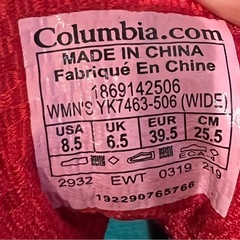 Columbia.com
MADE IN CHINA
Fabriqué En Chine
1869142506
WMN'S YK7463-506 (WIDE)
USA UK EUR CM
8.5 6.5 39.5 25.5
2932 EWT 0319 219
192290765766